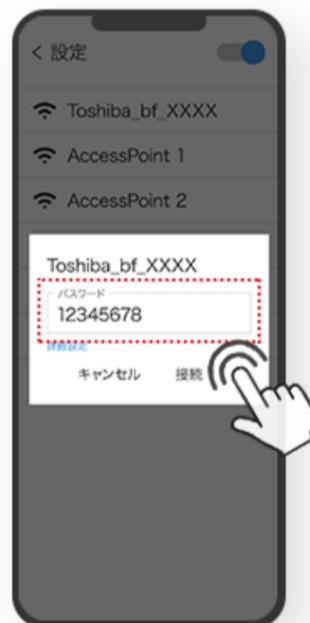 < 設定
Toshiba_bf_XXXX
AccessPoint 1
AccessPoint 2
Toshiba_bf_XXXX
パスワード
12345678
詳細設定
キャンセル 接続